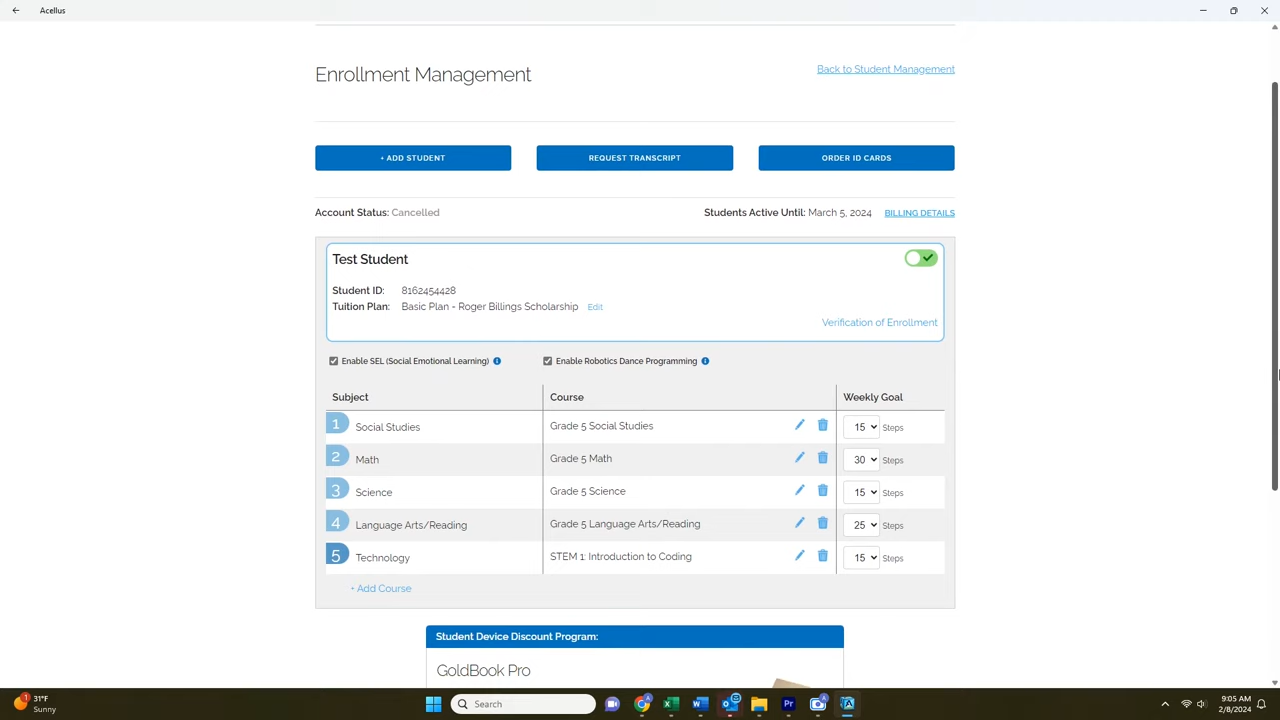 Acellus
Enrollment Management
Back to Student Management
+ ADD STUDENT
REQUEST TRANSCRIPT
ORDER ID CARDS
Account Status: Cancelled
Students Active Until: March 5, 2024 BILLING DETAILS
Test Student
Student ID: 8162454428
Tuition Plan: Basic Plan - Roger Billings Scholarship Edit
Verification of Enrollment
Enable SEL (Social Emotional Learning)
Enable Robotics Dance Programming
Subject Course Weekly Goal
1 Social Studies Grade 5 Social Studies 15 Steps
2 Math Grade 5 Math 30 Steps
3 Science Grade 5 Science 15 Steps
4 Language Arts/Reading Grade 5 Language Arts/Reading 25 Steps
5 Technology STEM 1: Introduction to Coding 15 Steps
+ Add Course
Student Device Discount Program:
GoldBook Pro
1 31°F
Sunny
Search
9:05 AM
2/8/2024